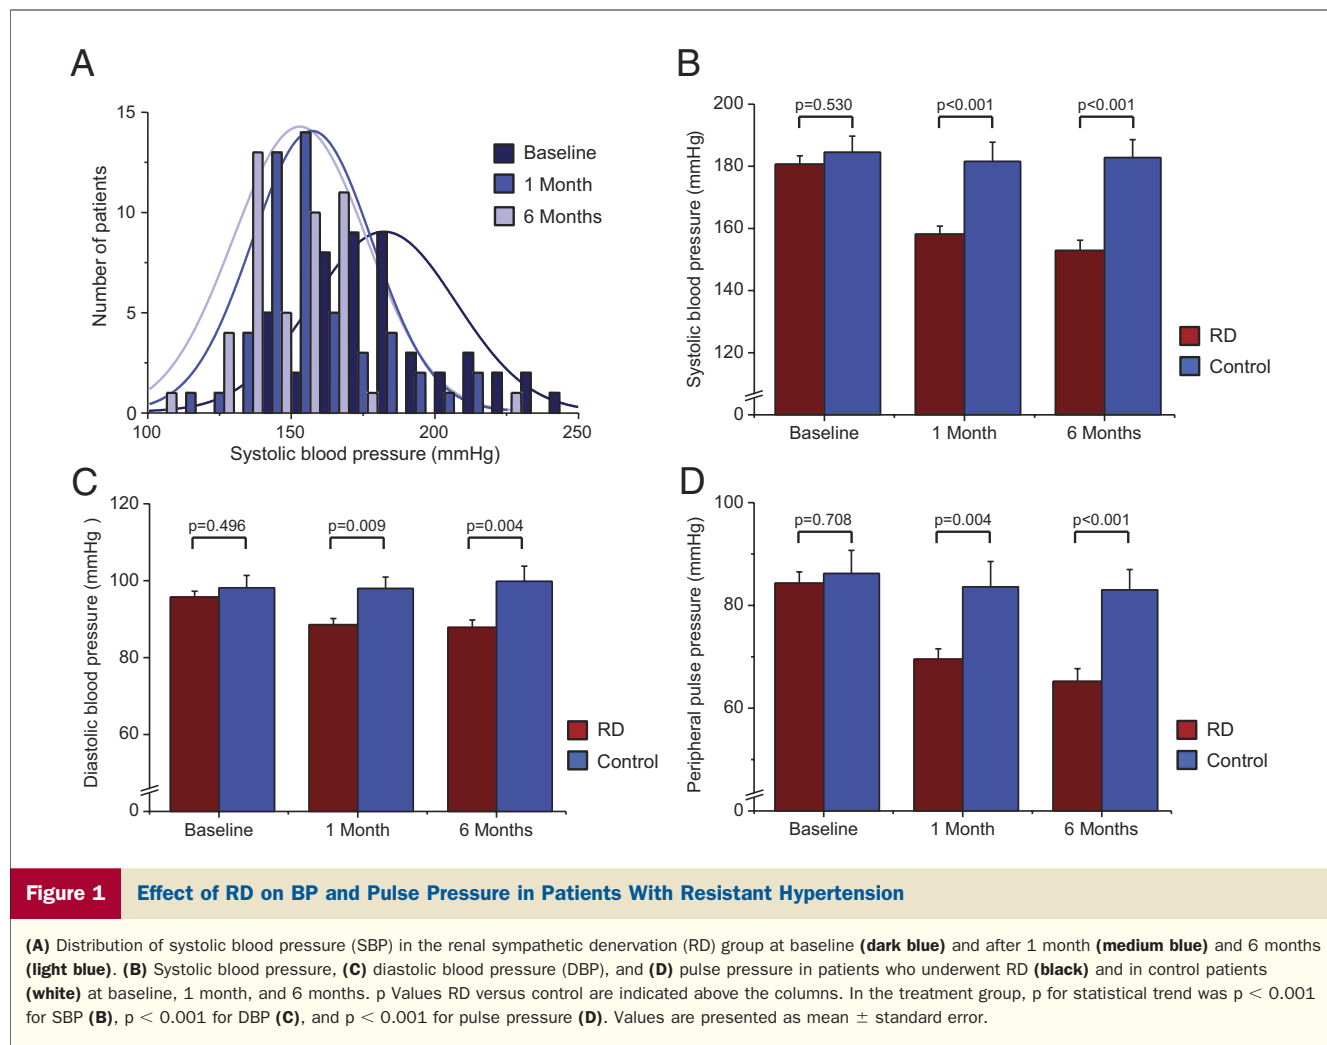 A
15
10
5
0
Number of patients
Baseline
1 Month
6 Months
100
150
200
250
Systolic blood pressure (mmHg)
B
200
180
160
140
120
0
Systolic blood pressure (mmHg)
p=0.530
p<0.001
p<0.001
RD
Control
Baseline
1 Month
6 Months
C
120
100
80
60
0
Diastolic blood pressure (mmHg )
p=0.496
p=0.009
p=0.004
RD
Control
Baseline
1 Month
6 Months
D
100
80
60
0
Peripheral pulse pressure (mmHg)
p=0.708
p=0.004
p<0.001
RD
Control
Baseline
1 Month
6 Months
Figure 1 Effect of RD on BP and Pulse Pressure in Patients With Resistant Hypertension
(A) Distribution of systolic blood pressure (SBP) in the renal sympathetic denervation (RD) group at baseline (dark blue) and after 1 month (medium blue) and 6 months
(light blue). (B) Systolic blood pressure, (C) diastolic blood pressure (DBP), and (D) pulse pressure in patients who underwent RD (black) and in control patients
(white) at baseline, 1 month, and 6 months. p Values RD versus control are indicated above the columns. In the treatment group, p for statistical trend was p < 0.001
for SBP (B), p < 0.001 for DBP (C), and p < 0.001 for pulse pressure (D). Values are presented as mean ± standard error.